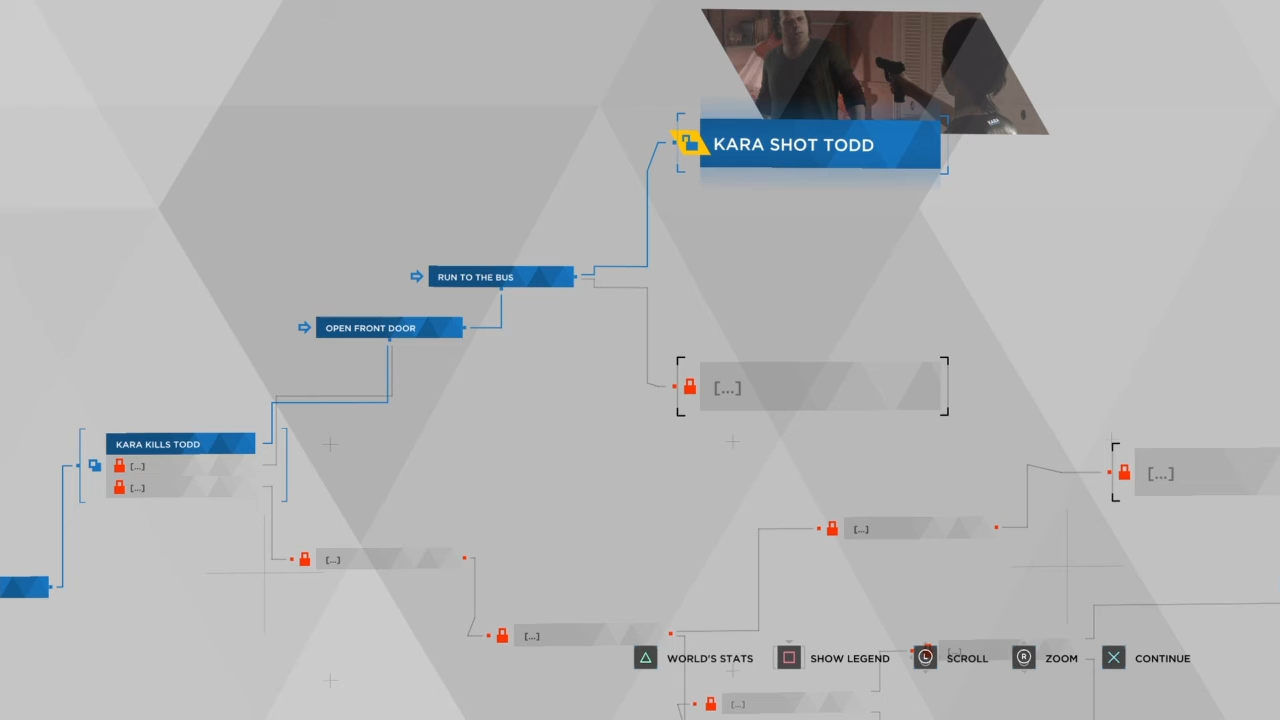 KARA SHOT TODD
RUN TO THE BUS
OPEN FRONT DOOR
[...]
KARA KILLS TODD
[...]
[...]
[...]
[...]
[...]
[...]
[...]
WORLD'S STATS
SHOW LEGEND
L
SCROLL
R
ZOOM
CONTINUE
[...]